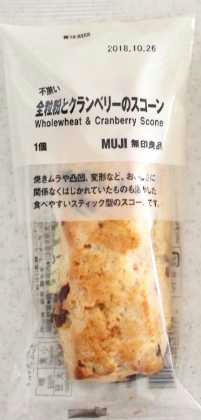 2018.10.26
不揃い
全粒粉とクランベリーのスコーン
Wholewheat & Cranberry Scone
1個
MUJI 無印良品
焼きムラや凸凹、変形など、おいしさに
関係なくはじかれていたものも した
食べやすいスティック型のスコーンです。